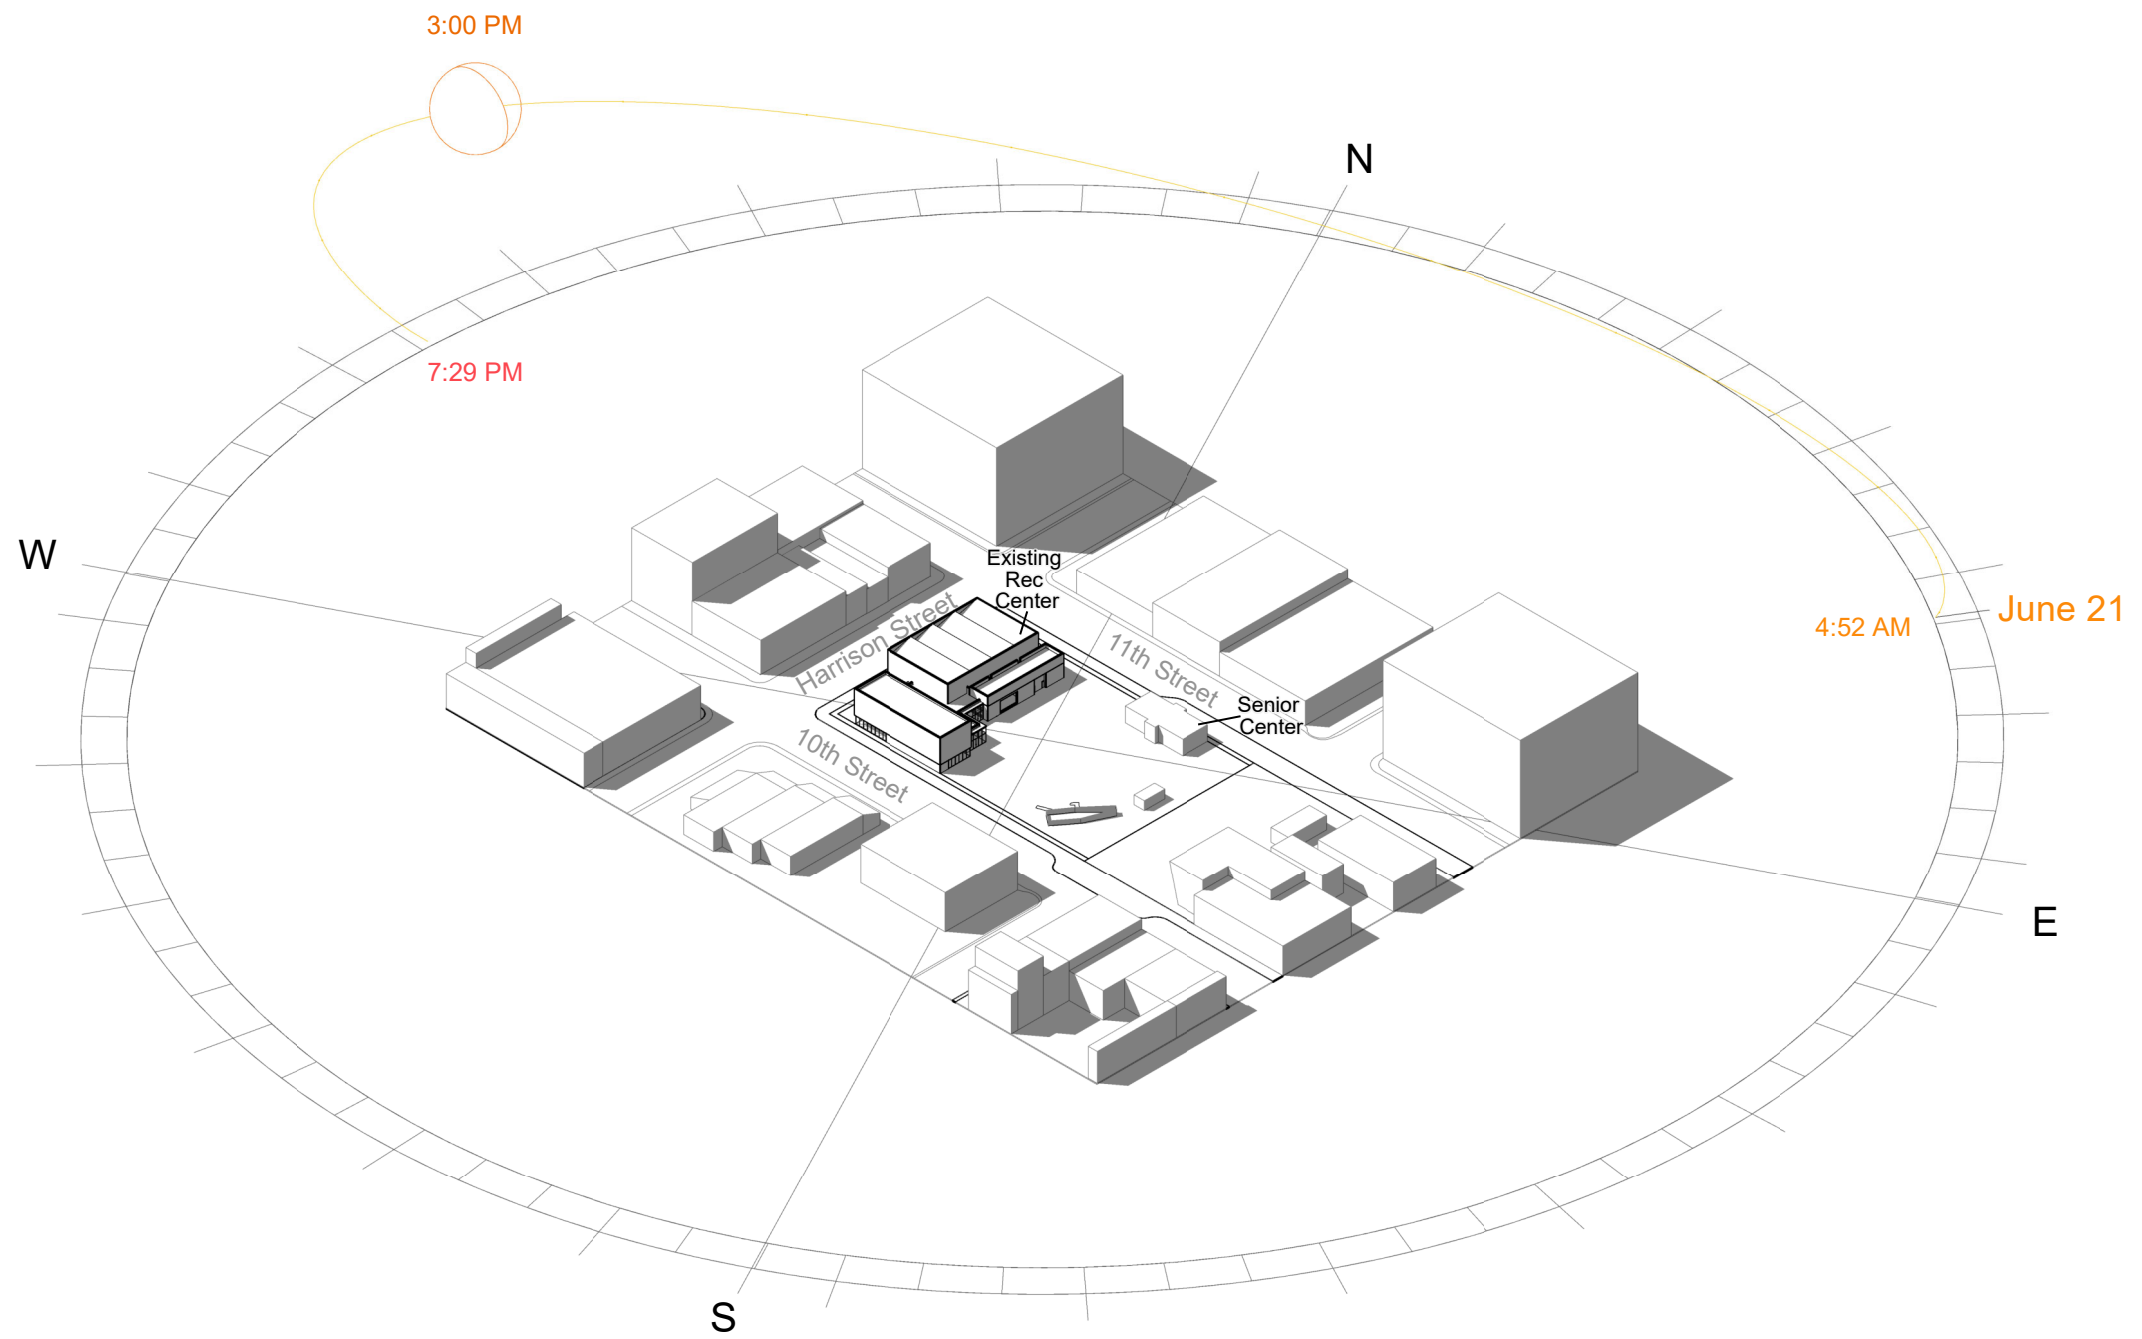 3:00 PM
N
7:29 PM
W
Existing
Rec
Center
Harrison Street
11th Street
June 21
4:52 AM
Senior
Center
10th Street
E
S